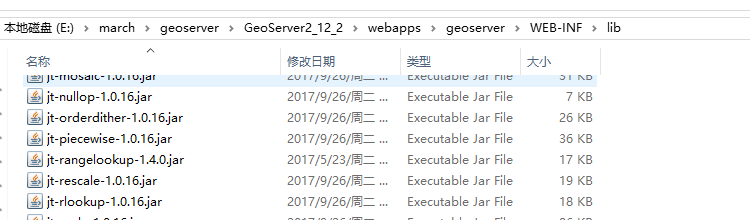 本地磁盘 (E:) › march › geoserver › GeoServer2_12_2 › webapps › geoserver › WEB-INF › lib
名称 修改日期 类型 大小
jt-mosaic-1.0.16.jar 2017/9/26/周二 ... Executable Jar File 31 KB
jt-nullop-1.0.16.jar 2017/9/26/周二 ... Executable Jar File 7 KB
jt-orderdither-1.0.16.jar 2017/9/26/周二 ... Executable Jar File 26 KB
jt-piecewise-1.0.16.jar 2017/9/26/周二 ... Executable Jar File 36 KB
jt-rangelookup-1.4.0.jar 2017/5/23/周二 ... Executable Jar File 17 KB
jt-rescale-1.0.16.jar 2017/9/26/周二 ... Executable Jar File 19 KB
jt-rlookup-1.0.16.jar 2017/9/26/周二 ... Executable Jar File 18 KB